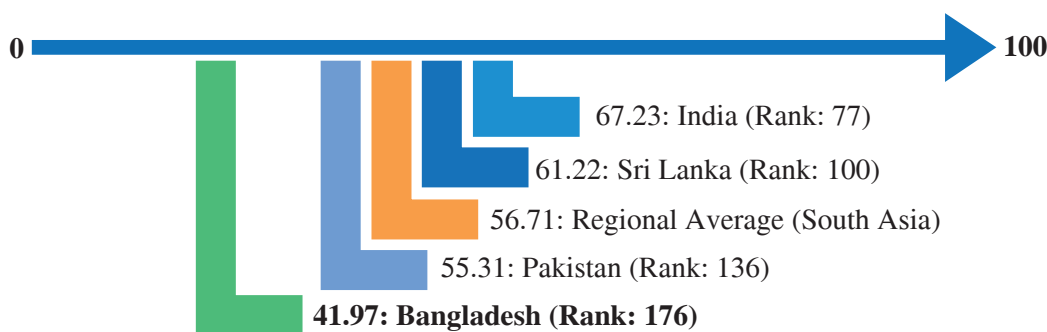 0
100
67.23: India (Rank: 77)
61.22: Sri Lanka (Rank: 100)
56.71: Regional Average (South Asia)
55.31: Pakistan (Rank: 136)
41.97: Bangladesh (Rank: 176)